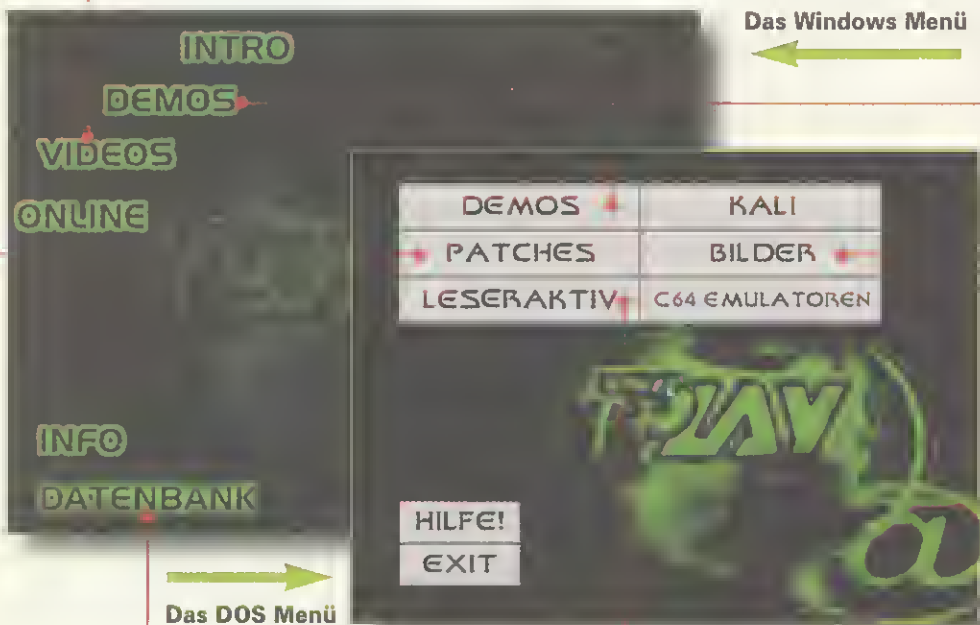 Das Windows Menü
INTRO
DEMOS
VIDEOS
ONLINE
INFO
DATENBANK
DEMOS KALI
PATCHES BILDER
LESERAKTIV C64 EMULATOREN
PLAY
HILFE!
EXIT
Das DOS Menü